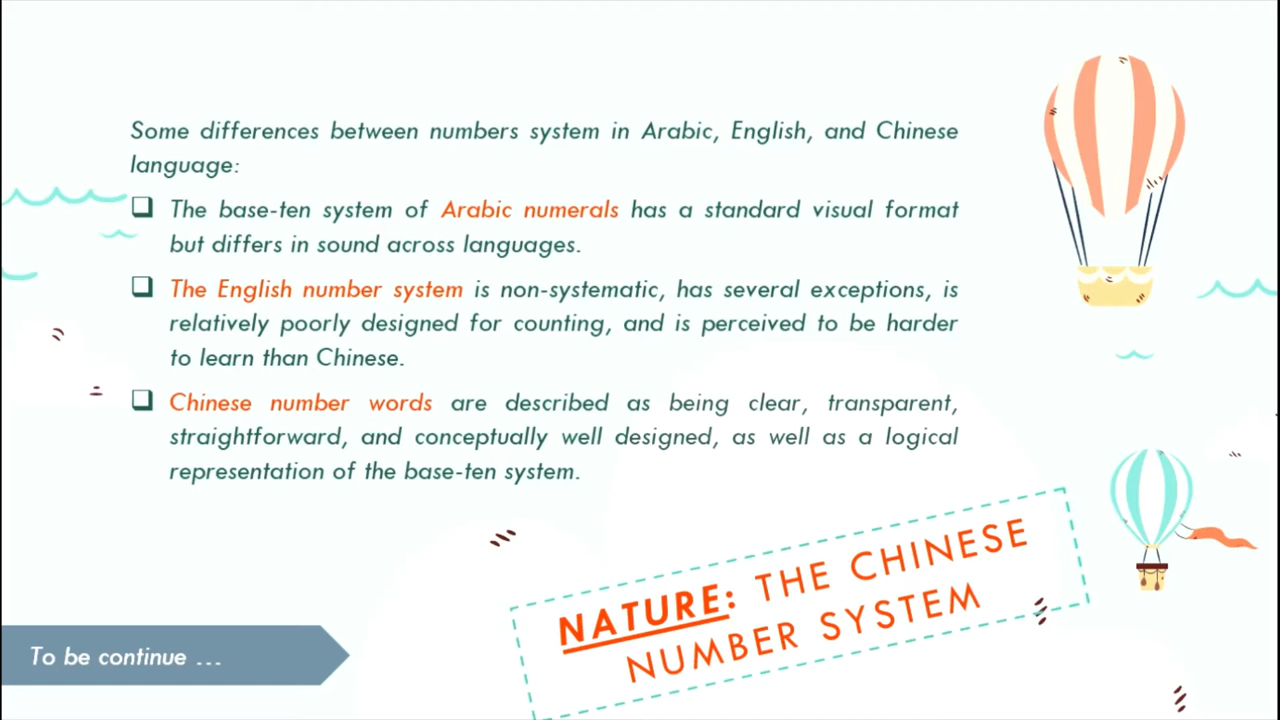 Some differences between numbers system in Arabic, English, and Chinese
language:
The base-ten system of Arabic numerals has a standard visual format
but differs in sound across languages.
The English number system is non-systematic, has several exceptions, is
relatively poorly designed for counting, and is perceived to be harder
to learn than Chinese.
Chinese number words are described as being clear, transparent,
straightforward, and conceptually well designed, as well as a logical
representation of the base-ten system.
NATURE: THE CHINESE
NUMBER SYSTEM
To be continue ...